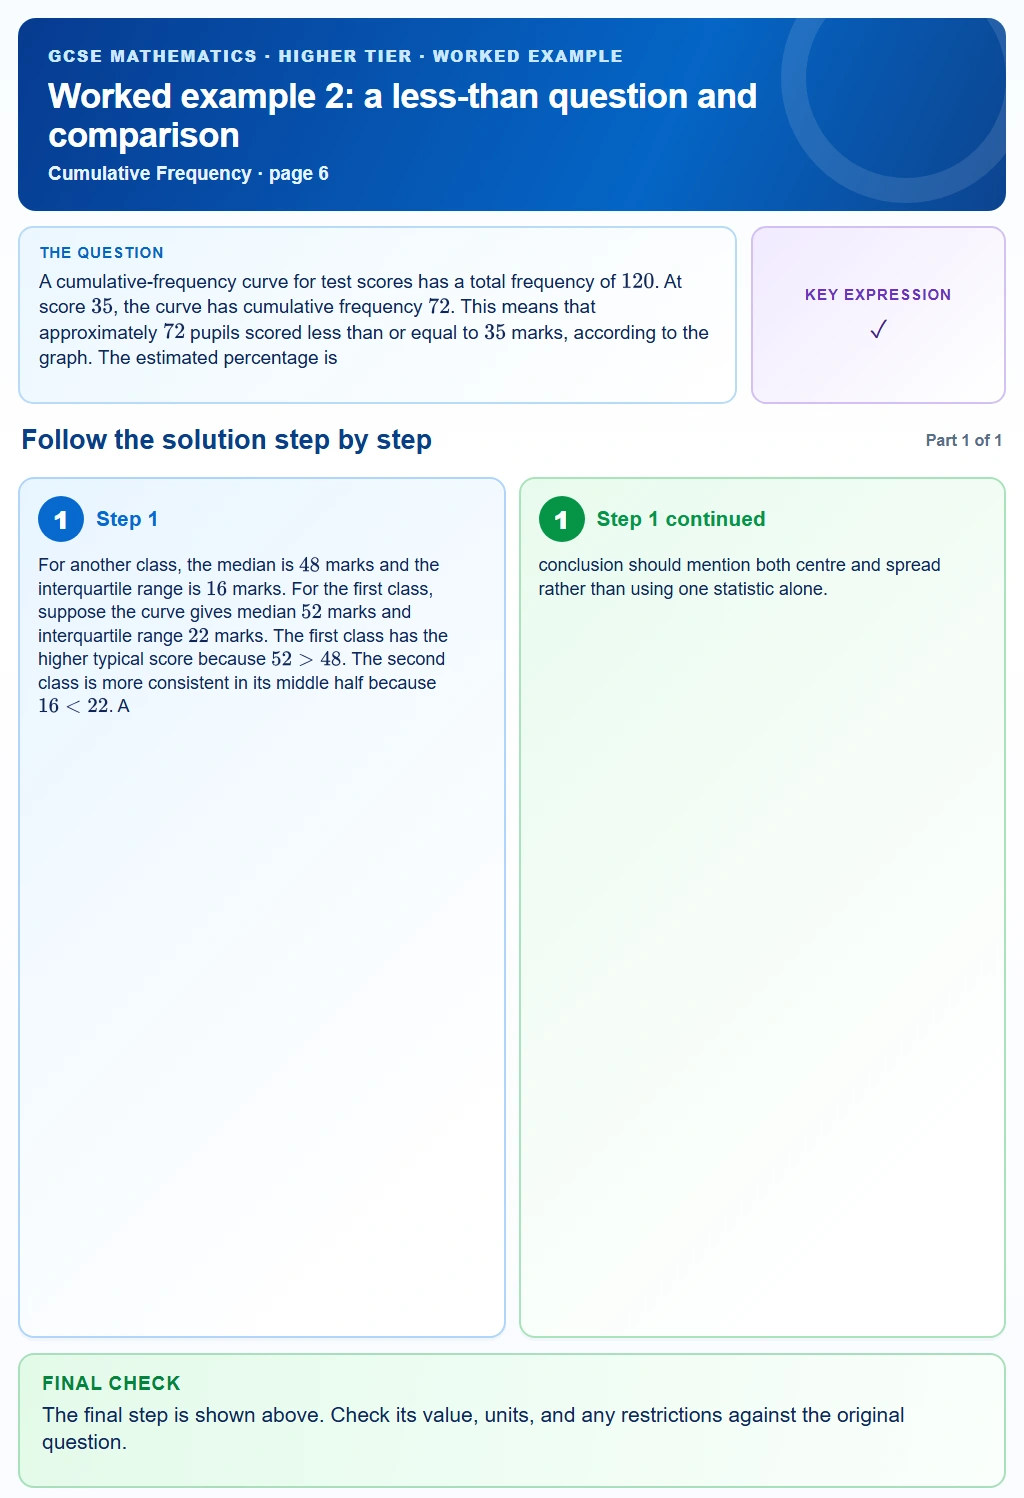 GCSE MATHEMATICS · HIGHER TIER · WORKED EXAMPLE
Worked example 2: a less-than question and
comparison
Cumulative Frequency · page 6
THE QUESTION
A cumulative-frequency curve for test scores has a total frequency of 120. At
score 35, the curve has cumulative frequency 72. This means that
approximately 72 pupils scored less than or equal to 35 marks, according to the
graph. The estimated percentage is
KEY EXPRESSION
✓
Follow the solution step by step
Part 1 of 1
1 Step 1
For another class, the median is 48 marks and the
interquartile range is 16 marks. For the first class,
suppose the curve gives median 52 marks and
interquartile range 22 marks. The first class has the
higher typical score because 52 > 48. The second
class is more consistent in its middle half because
16 < 22. A
1 Step 1 continued
conclusion should mention both centre and spread
rather than using one statistic alone.
FINAL CHECK
The final step is shown above. Check its value, units, and any restrictions against the original
question.